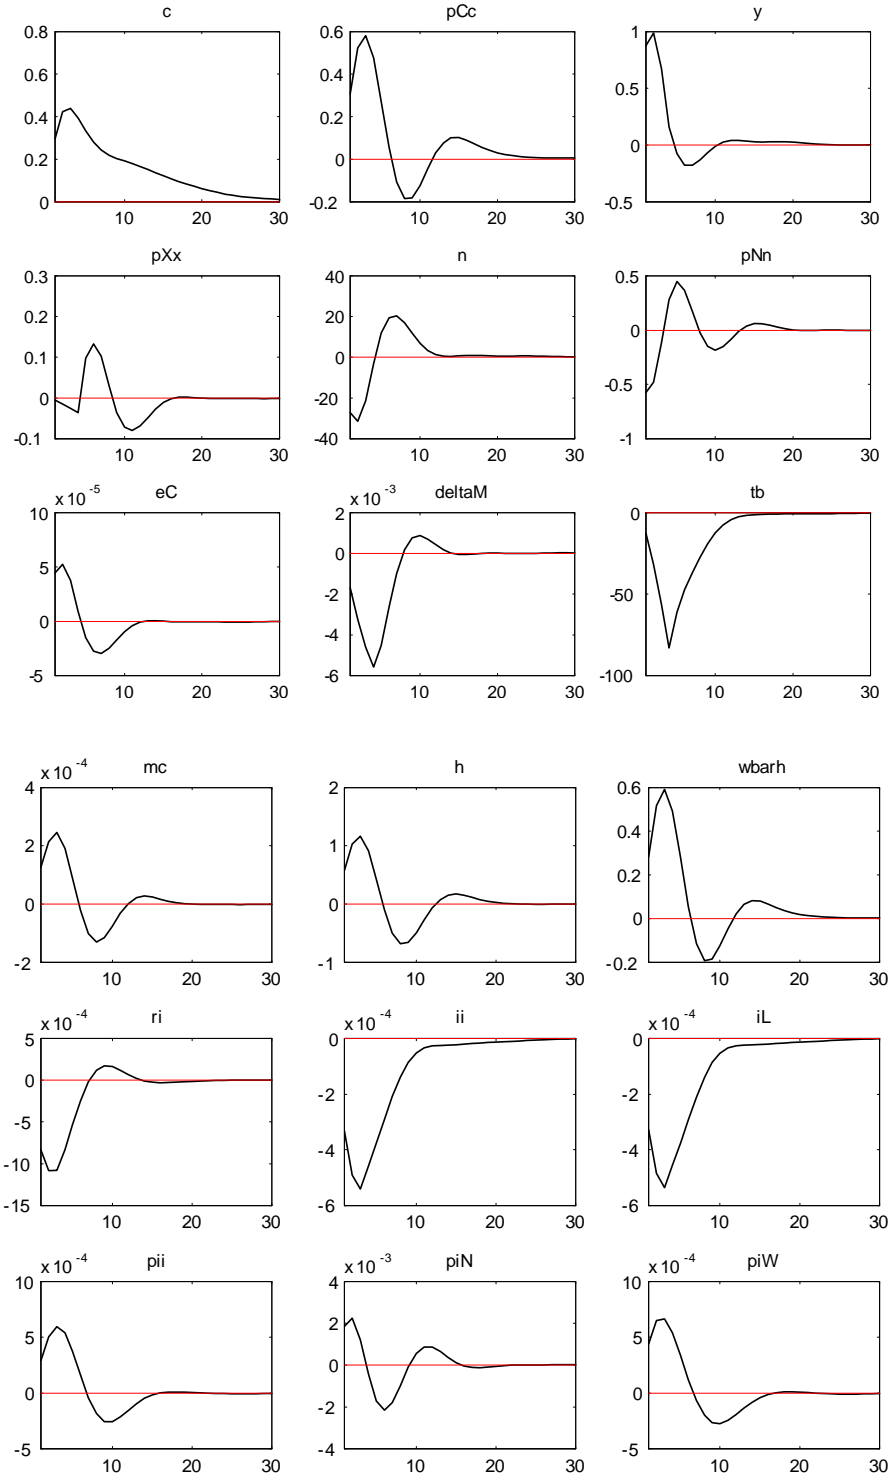 c pCc y
0.8 0.6 1
0.6 0.4 0.5
0.4 0.2 0
0.2 0 -0.5
0 -0.2
10 20 30 10 20 30 10 20 30
pXx n pNn
0.3 40 0.5
0.2 20 0
0.1 0 -0.5
0 -20 -1
-0.1 -40
10 20 30 10 20 30 10 20 30
x 10 -5 eC x 10 -3 deltaM tb
10 2 0
5 0 -50
0 -2 -100
-5 -4
-6
10 20 30 10 20 30 10 20 30
x 10 -4 mc h wbarh
4 2 0.6
2 1 0.4
0 0 0.2
-2 -1 0
-0.2
10 20 30 10 20 30 10 20 30
x 10 -4 ri x 10 -4 ii x 10 -4 iL
5 0 0
0 -2 -2
-5 -4 -4
-10 -6 -6
-15
10 20 30 10 20 30 10 20 30
x 10 -4 pii x 10 -3 piN x 10 -4 piW
10 4 10
5 2 5
0 0 0
-5 -2 -5
-4
10 20 30 10 20 30 10 20 30